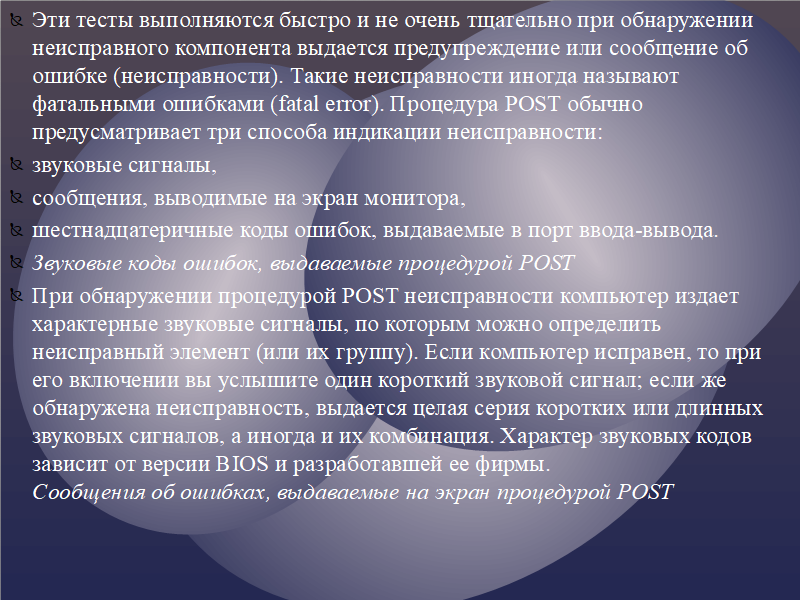 Эти тесты выполняются быстро и не очень тщательно при обнаружении
неисправного компонента выдается предупреждение или сообщение об
ошибке (неисправности). Такие неисправности иногда называют
фатальными ошибками (fatal error). Процедура POST обычно
предусматривает три способа индикации неисправности:
звуковые сигналы,
сообщения, выводимые на экран монитора,
шестнадцатеричные коды ошибок, выдаваемые в порт ввода-вывода.
Звуковые коды ошибок, выдаваемые процедурой POST
При обнаружении процедурой POST неисправности компьютер издает
характерные звуковые сигналы, по которым можно определить
неисправный элемент (или их группу). Если компьютер исправен, то при
его включении вы услышите один короткий звуковой сигнал; если же
обнаружена неисправность, выдается целая серия коротких или длинных
звуковых сигналов, а иногда и их комбинация. Характер звуковых кодов
зависит от версии BIOS и разработавшей ее фирмы.
Сообщения об ошибках, выдаваемые на экран процедурой POST